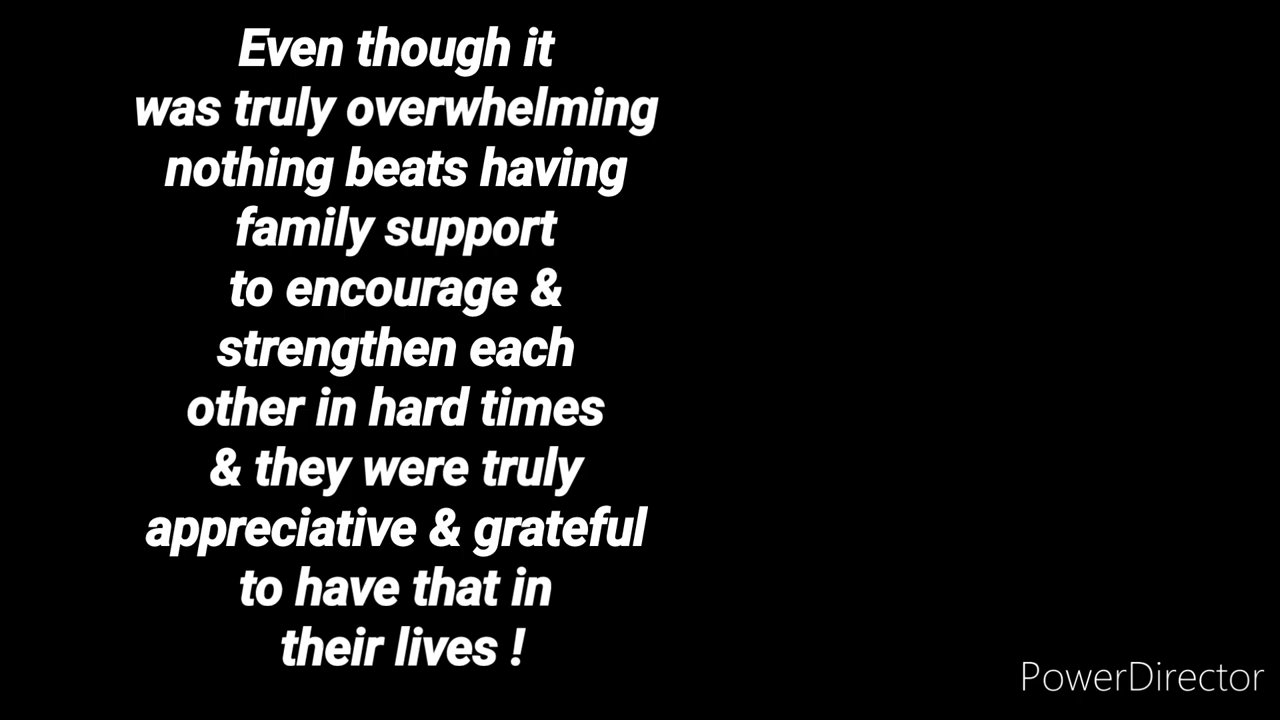 Even though it
was truly overwhelming
nothing beats having
family support
to encourage &
strengthen each
other in hard times
& they were truly
appreciative & grateful
to have that in
their lives !
PowerDirector